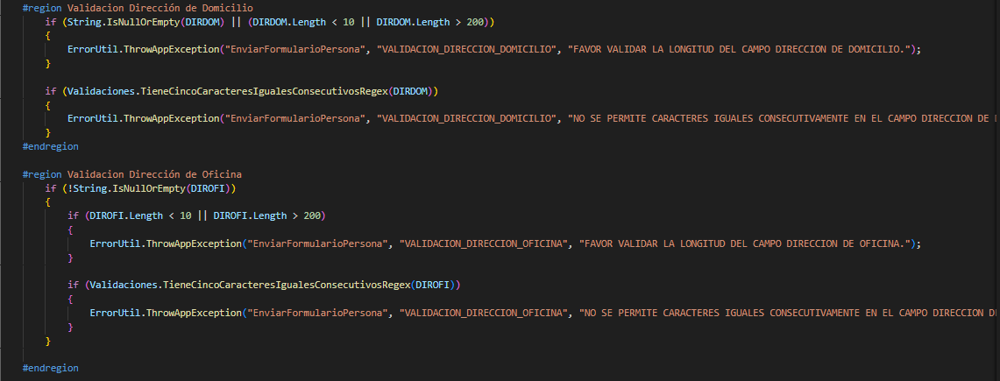 #region Validacion Dirección de Domicilio
if (String.IsNullOrEmpty(DIRDOM) || (DIRDOM.Length < 10 || DIRDOM.Length > 200))
{
ErrorUtil.ThrowAppException("EnviarFormularioPersona", "VALIDACION_DIRECCION_DOMICILIO", "FAVOR VALIDAR LA LONGITUD DEL CAMPO DIRECCION DE DOMICILIO.");
}
if (Validaciones.TieneCincoCaracteresIgualesConsecutivosRegex(DIRDOM))
{
ErrorUtil.ThrowAppException("EnviarFormularioPersona", "VALIDACION_DIRECCION_DOMICILIO", "NO SE PERMITE CARACTERES IGUALES CONSECUTIVAMENTE EN EL CAMPO DIRECCION DE
}
#endregion
#region Validacion Dirección de Oficina
if (!String.IsNullOrEmpty(DIROFI))
{
if (DIROFI.Length < 10 || DIROFI.Length > 200)
{
ErrorUtil.ThrowAppException("EnviarFormularioPersona", "VALIDACION_DIRECCION_OFICINA", "FAVOR VALIDAR LA LONGITUD DEL CAMPO DIRECCION DE OFICINA.");
}
if (Validaciones.TieneCincoCaracteresIgualesConsecutivosRegex(DIROFI))
{
ErrorUtil.ThrowAppException("EnviarFormularioPersona", "VALIDACION_DIRECCION_OFICINA", "NO SE PERMITE CARACTERES IGUALES CONSECUTIVAMENTE EN EL CAMPO DIRECCION
}
}
#endregion